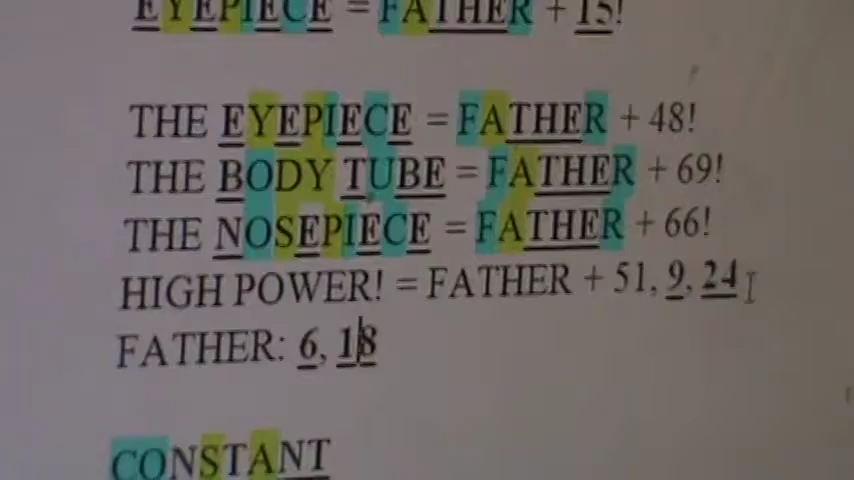 EYEPIECE = FATHER + 15!
THE EYEPIECE = FATHER + 48!
THE BODY TUBE = FATHER + 69!
THE NOSEPIECE = FATHER + 66!
HIGH POWER! = FATHER + 51, 9, 24
FATHER: 6, 18
CONSTANT